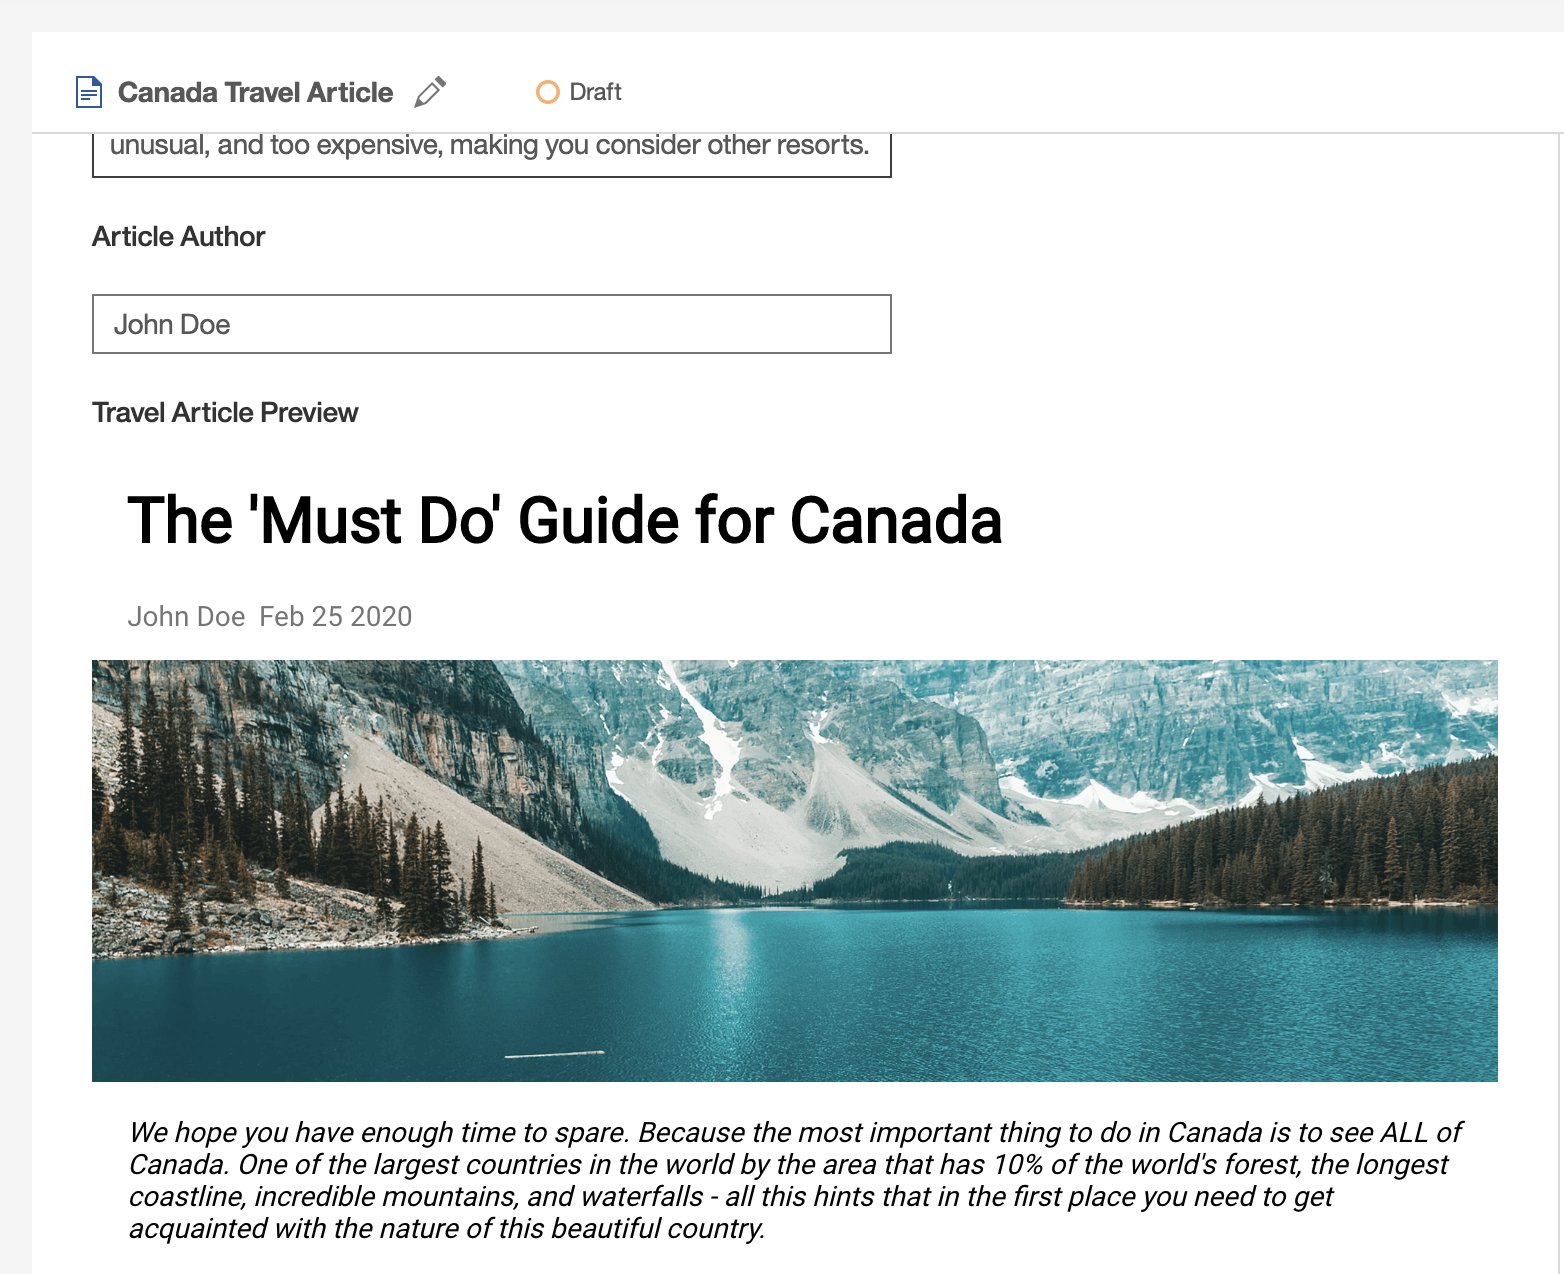 Canada Travel Article
Draft
unusual, and too expensive, making you consider other resorts.
Article Author
John Doe
Travel Article Preview
The 'Must Do' Guide for Canada
John Doe Feb 25 2020
We hope you have enough time to spare. Because the most important thing to do in Canada is to see ALL of
Canada. One of the largest countries in the world by the area that has 10% of the world's forest, the longest
coastline, incredible mountains, and waterfalls - all this hints that in the first place you need to get
acquainted with the nature of this beautiful country.